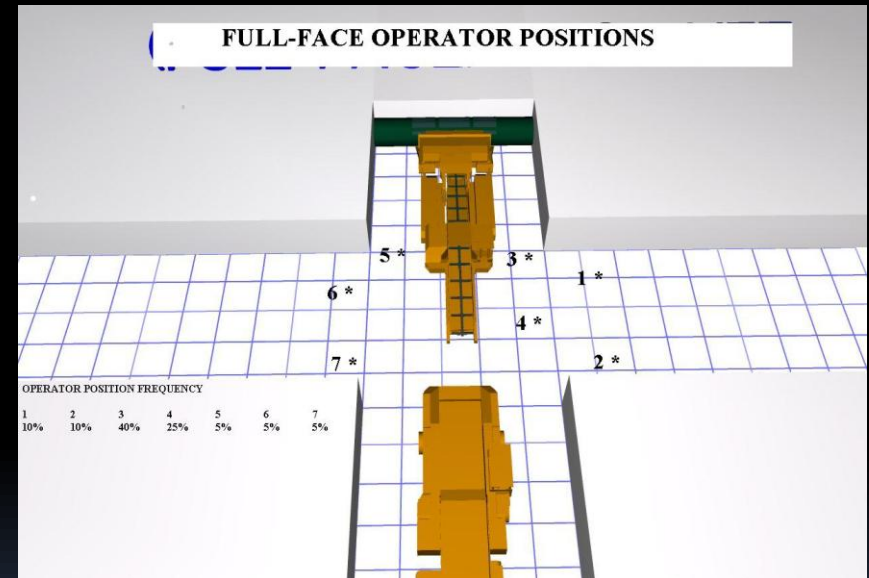 FULL-FACE OPERATOR POSITIONS
5 *
3 *
1 *
6 *
4 *
7 *
2 *
OPERATOR POSITION FREQUENCY
1 2 3 4 5 6 7
10% 10% 40% 25% 5% 5% 5%